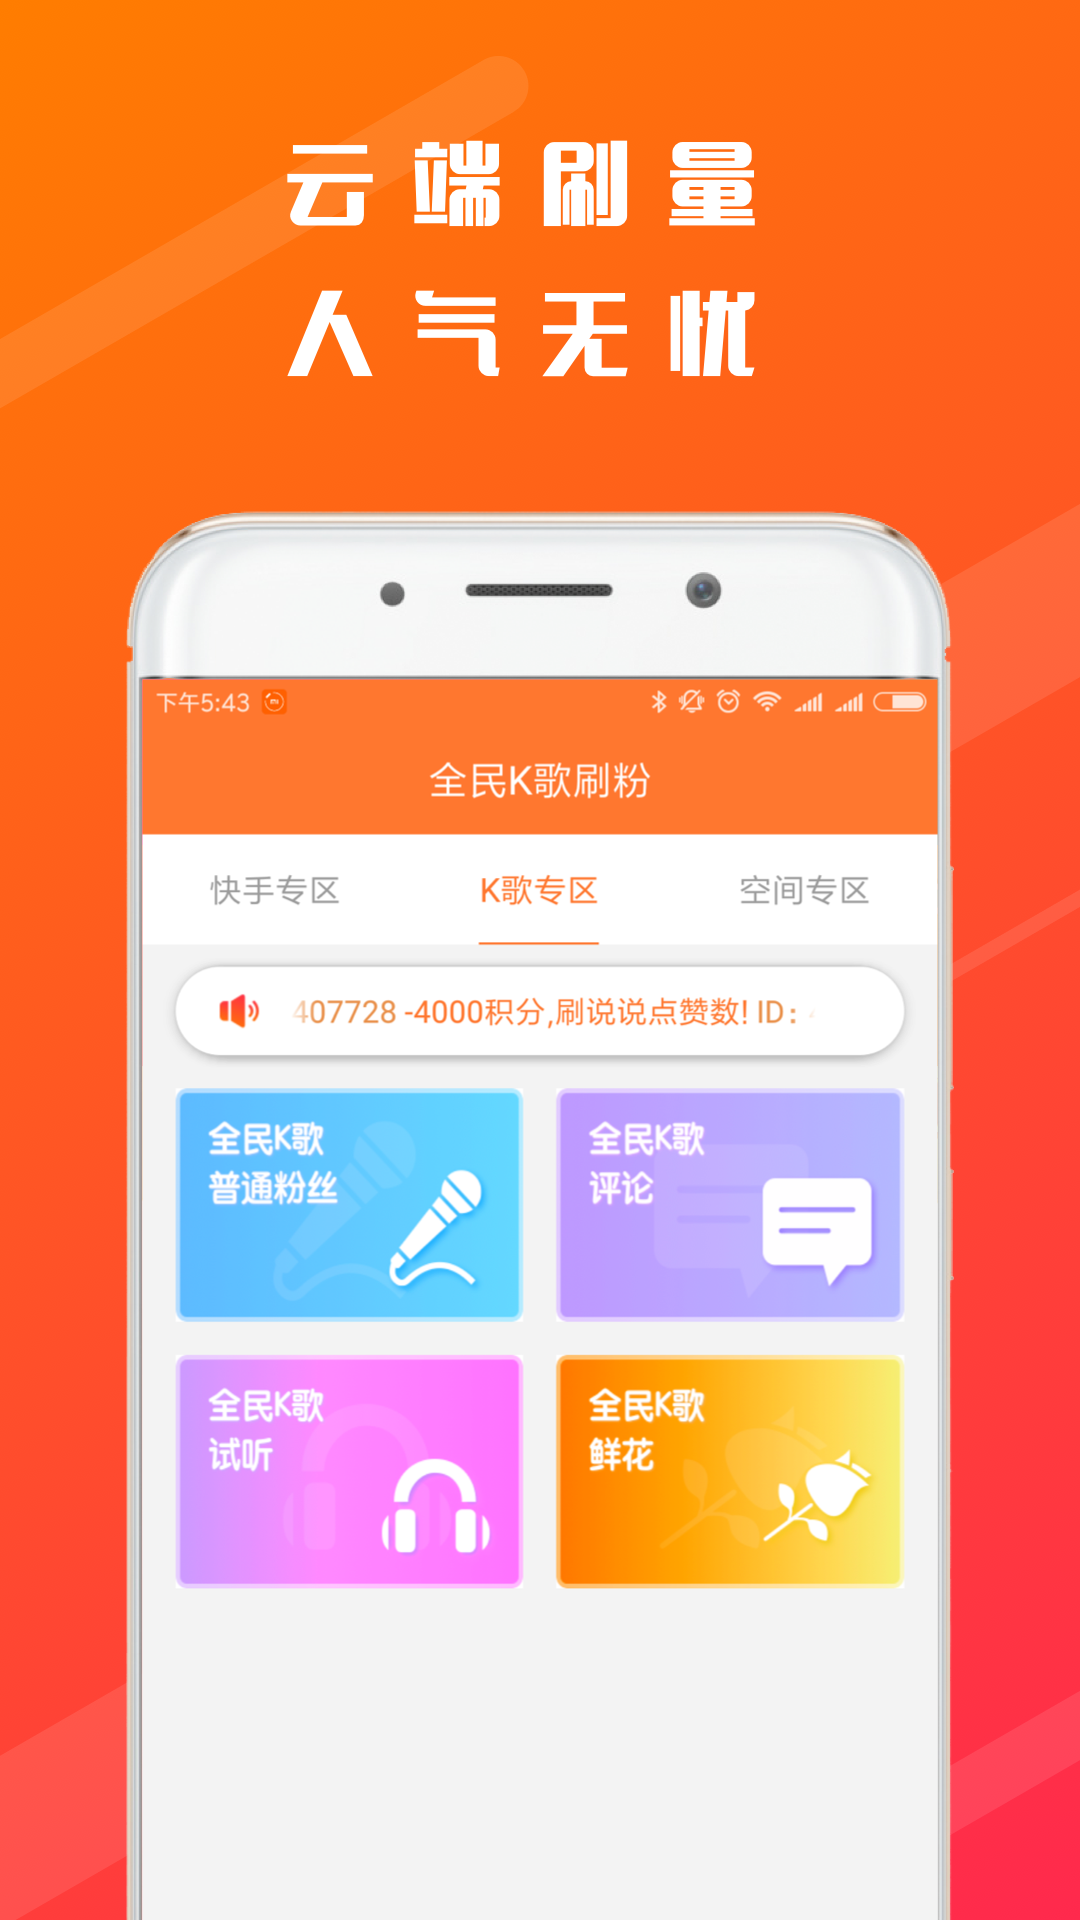 云端刷量
人气无忧
下午5:43
全民K歌刷粉
快手专区
K歌专区
空间专区
407728 -4000积分,刷说说点赞数! ID：
全民K歌
普通粉丝
全民K歌
评论
全民K歌
试听
全民K歌
鲜花